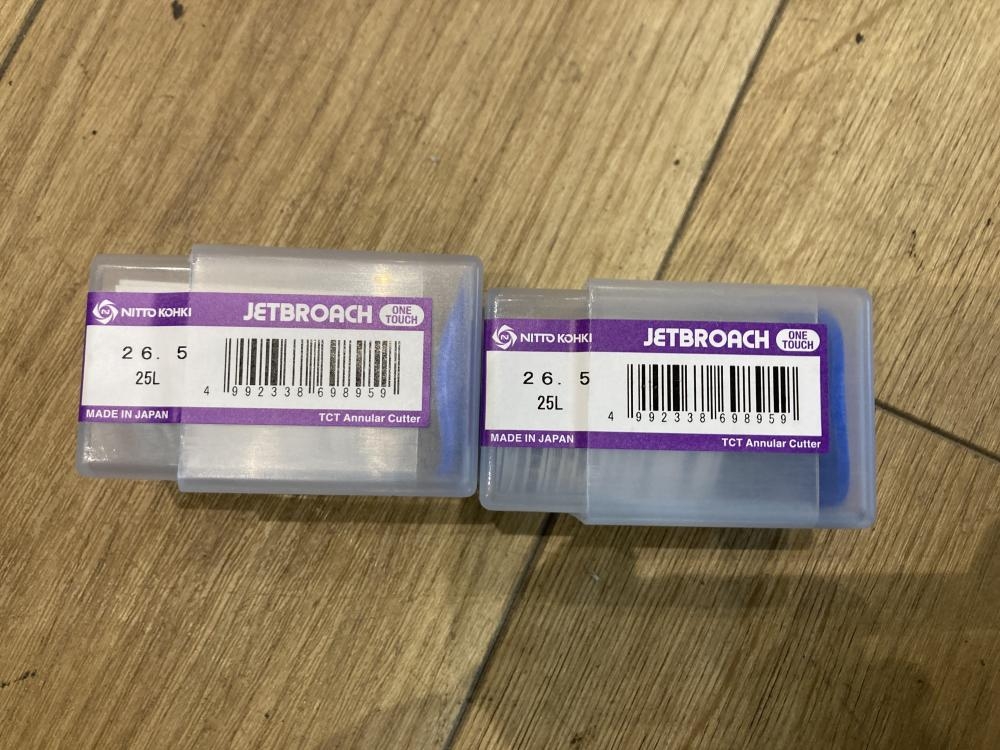 NITTO KOHKI JETBROACH ONE TOUCH
26.5
25L
4 992338 698959
MADE IN JAPAN TCT Annular Cutter
NITTO KOHKI JETBROACH ONE TOUCH
26.5
25L
4 992338 698959
MADE IN JAPAN TCT Annular Cutter